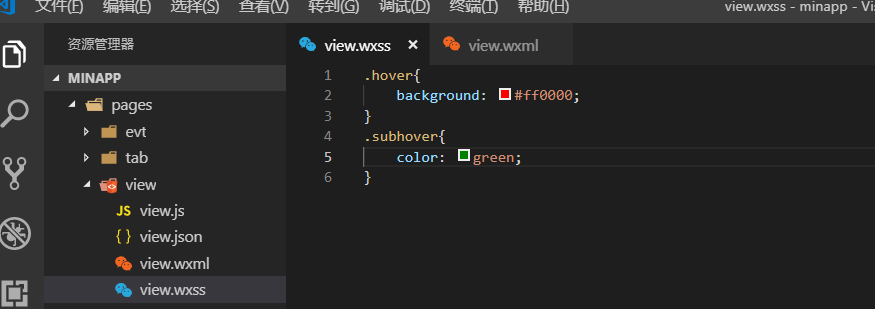 文件(F) 编辑(E) 选择(S) 查看(V) 转到(G) 调试(D) 终端(T) 帮助(H) view.wxss - minapp - Vis
资源管理器
view.wxss × view.wxml
MINAPP
pages
evt
tab
view
JS view.js
{ } view.json
view.wxml
view.wxss
1 .hover{
2 background: #ff0000;
3 }
4 .subhover{
5 color: green;
6 }